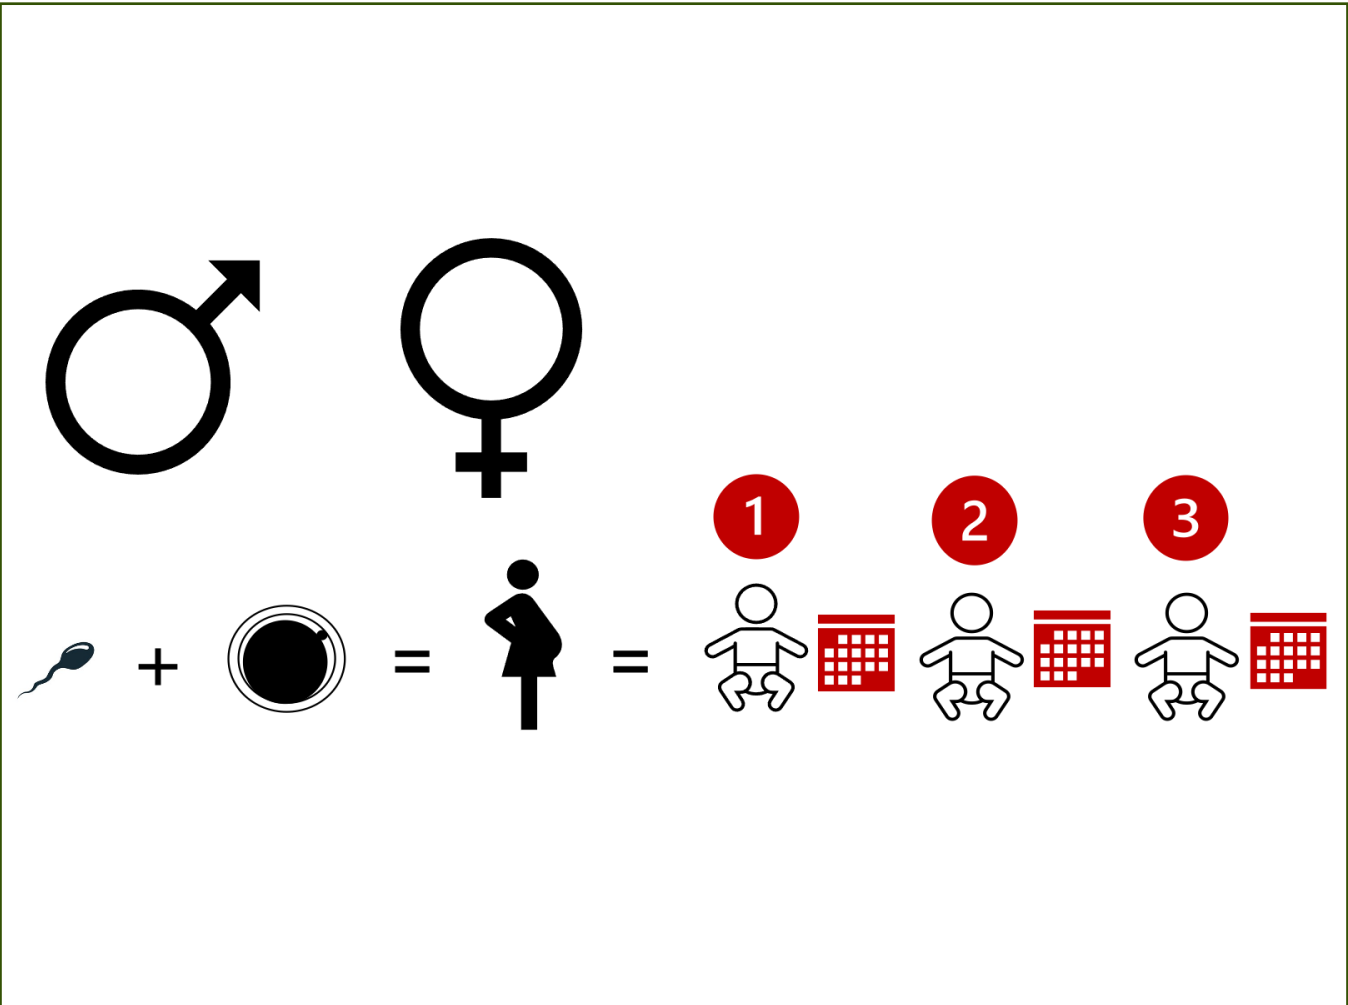 1 2 3
+ = =